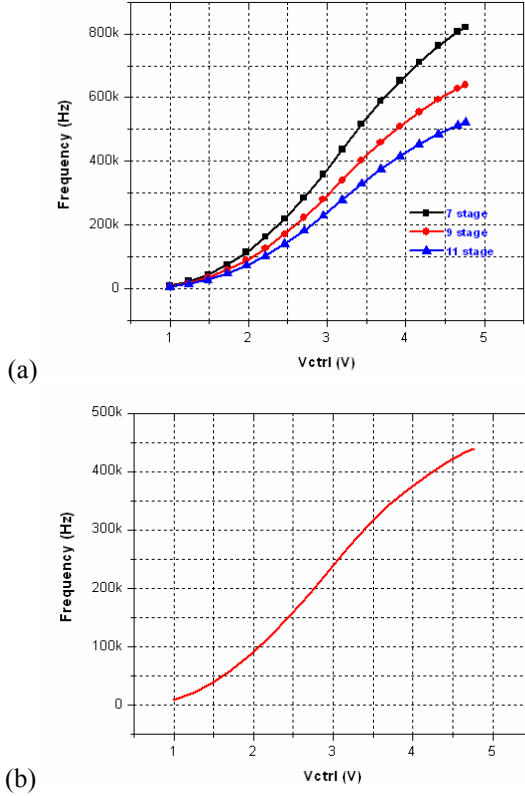 800k
600k
400k
200k
0
Frequency (Hz)
7 stage
9 stage
11 stage
1 2 3 4 5
Vctrl (V)
(a)
500k
400k
300k
200k
100k
0
Frequency (Hz)
1 2 3 4 5
Vctrl (V)
(b)